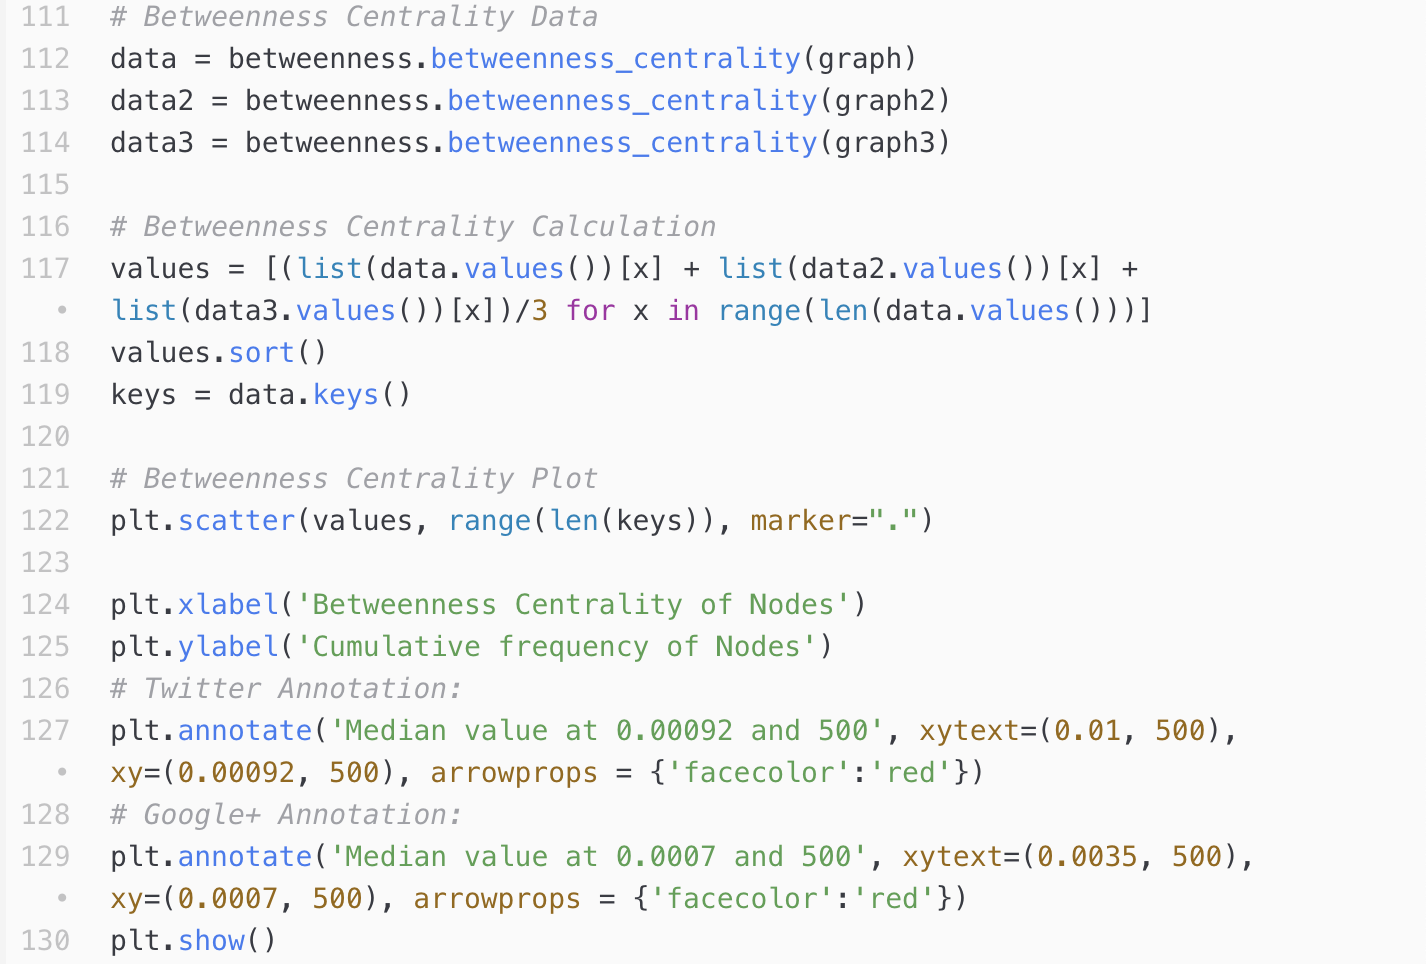 111 # Betweenness Centrality Data
112 data = betweenness.betweenness_centrality(graph)
113 data2 = betweenness.betweenness_centrality(graph2)
114 data3 = betweenness.betweenness_centrality(graph3)
115
116 # Betweenness Centrality Calculation
117 values = [(list(data.values())[x] + list(data2.values())[x] +
• list(data3.values())[x])/3 for x in range(len(data.values()))]
118 values.sort()
119 keys = data.keys()
120
121 # Betweenness Centrality Plot
122 plt.scatter(values, range(len(keys)), marker=".")
123
124 plt.xlabel('Betweenness Centrality of Nodes')
125 plt.ylabel('Cumulative frequency of Nodes')
126 # Twitter Annotation:
127 plt.annotate('Median value at 0.00092 and 500', xytext=(0.01, 500),
• xy=(0.00092, 500), arrowprops = {'facecolor':'red'})
128 # Google+ Annotation:
129 plt.annotate('Median value at 0.0007 and 500', xytext=(0.0035, 500),
• xy=(0.0007, 500), arrowprops = {'facecolor':'red'})
130 plt.show()